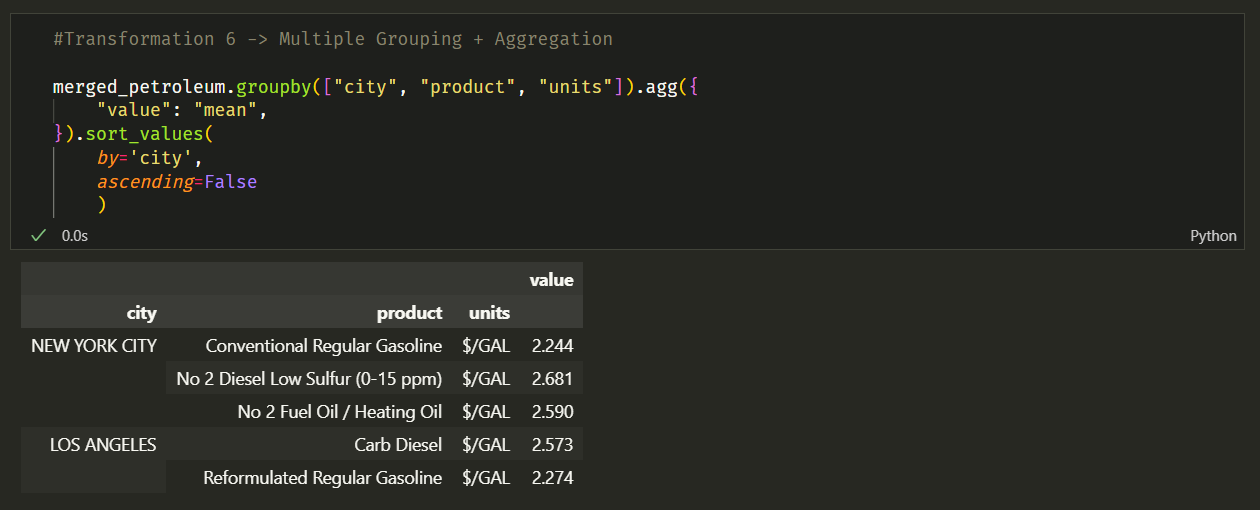 #Transformation 6 -> Multiple Grouping + Aggregation
merged_petroleum.groupby(["city", "product", "units"]).agg({
    "value": "mean",
}).sort_values(
    by='city',
    ascending=False
    )
0.0s
Python
value
city product units
NEW YORK CITY Conventional Regular Gasoline $/GAL 2.244
No 2 Diesel Low Sulfur (0-15 ppm) $/GAL 2.681
No 2 Fuel Oil / Heating Oil $/GAL 2.590
LOS ANGELES Carb Diesel $/GAL 2.573
Reformulated Regular Gasoline $/GAL 2.274